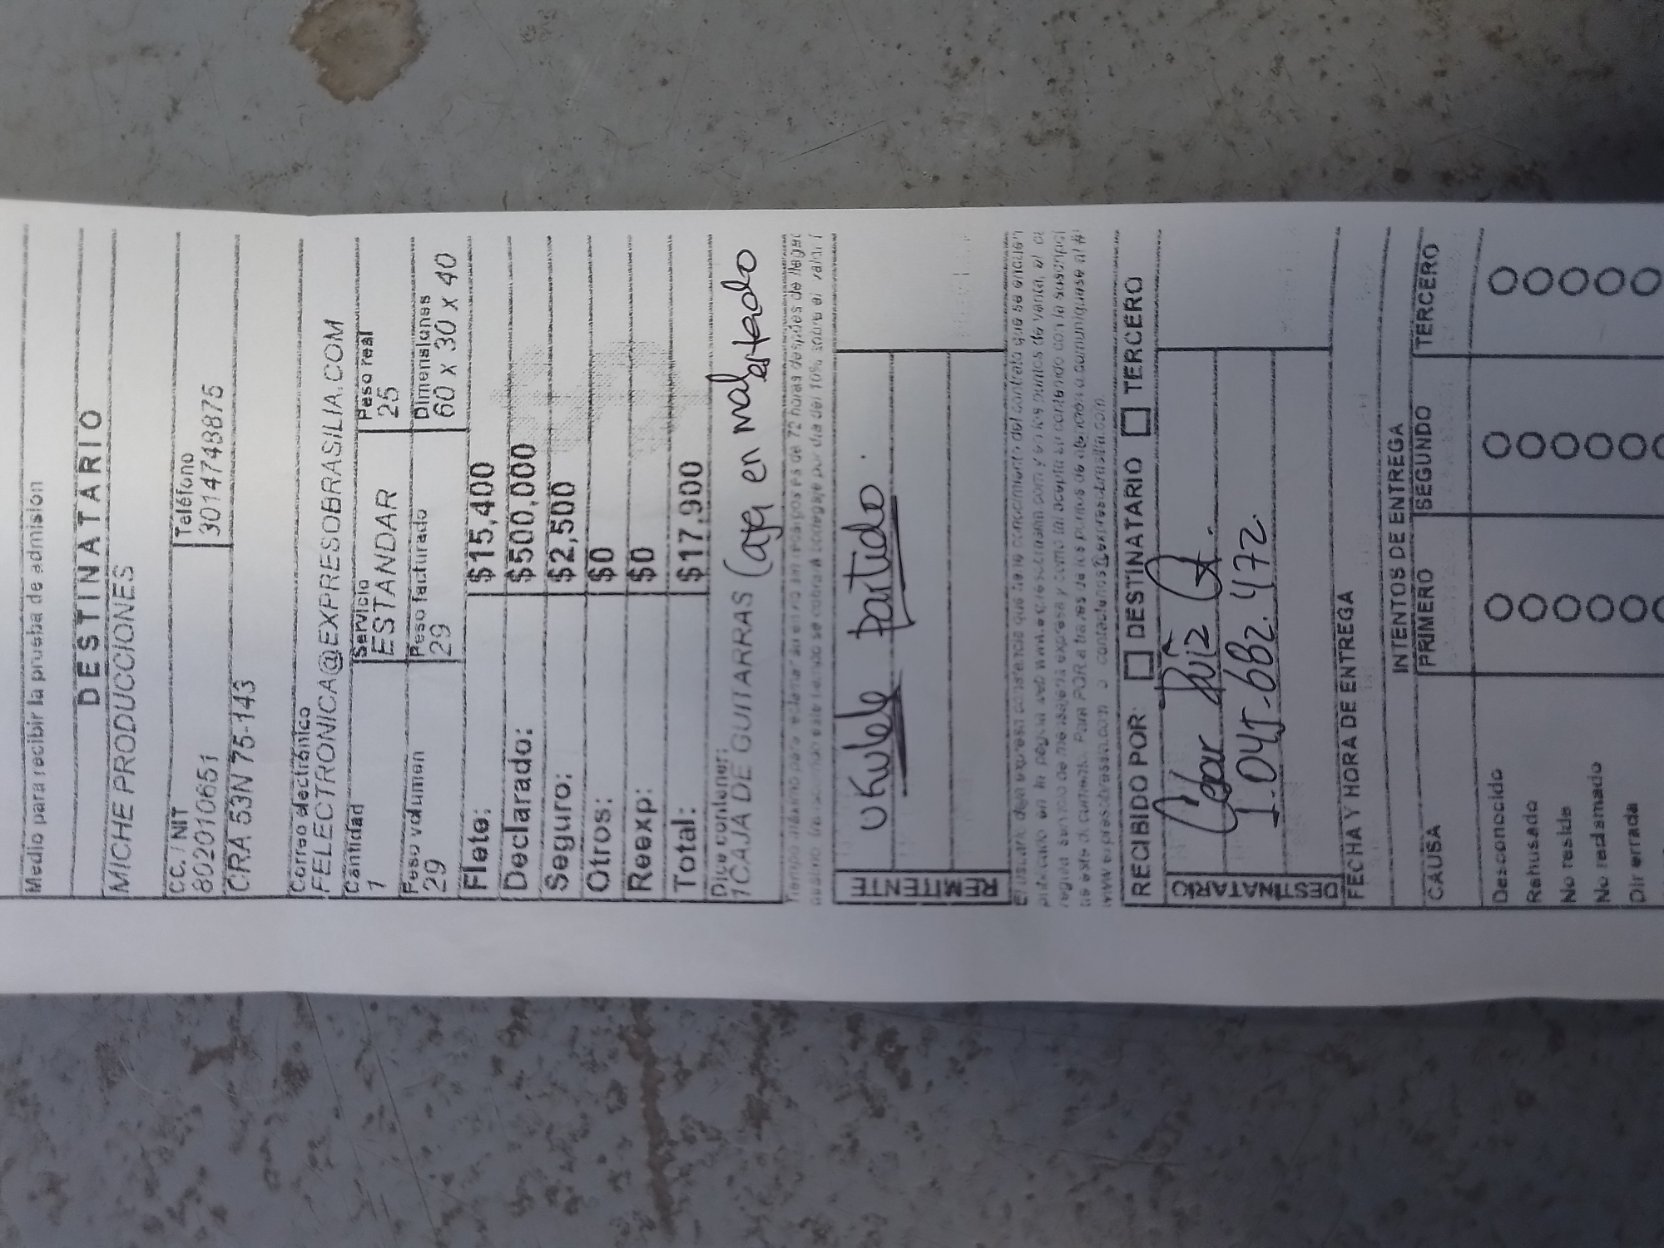 Medio para recibir la prueba de admision
DESTINATARIO
MICHE PRODUCCIONES
CC. / NIT Teléfono
802010651 3014748875
CRA 53N 75-143
Correo electrónico
FELECTRONICA@EXPRESOBRASILIA.COM
Cantidad Servicio Peso real
1 ESTANDAR 25
Peso volumen Peso facturado Dimensiones
29 29 60 x 30 x 40
Flete: $15,400
Declarado: $500,000
Seguro: $2,500
Otros: $0
Reexp: $0
Total: $17,900
Dice contener:
1 CAJA DE GUITARRAS (caja en mal estado
ukulele partido.
REMITENTE
RECIBIDO POR: DESTINATARIO TERCERO
Cesar Ruiz
1.045.682.472.
DESTINATARIO
FECHA Y HORA DE ENTREGA
INTENTOS DE ENTREGA
CAUSA PRIMERO SEGUNDO TERCERO
Desconocido
Rehusado
No reside
No reclamado
Dir errada